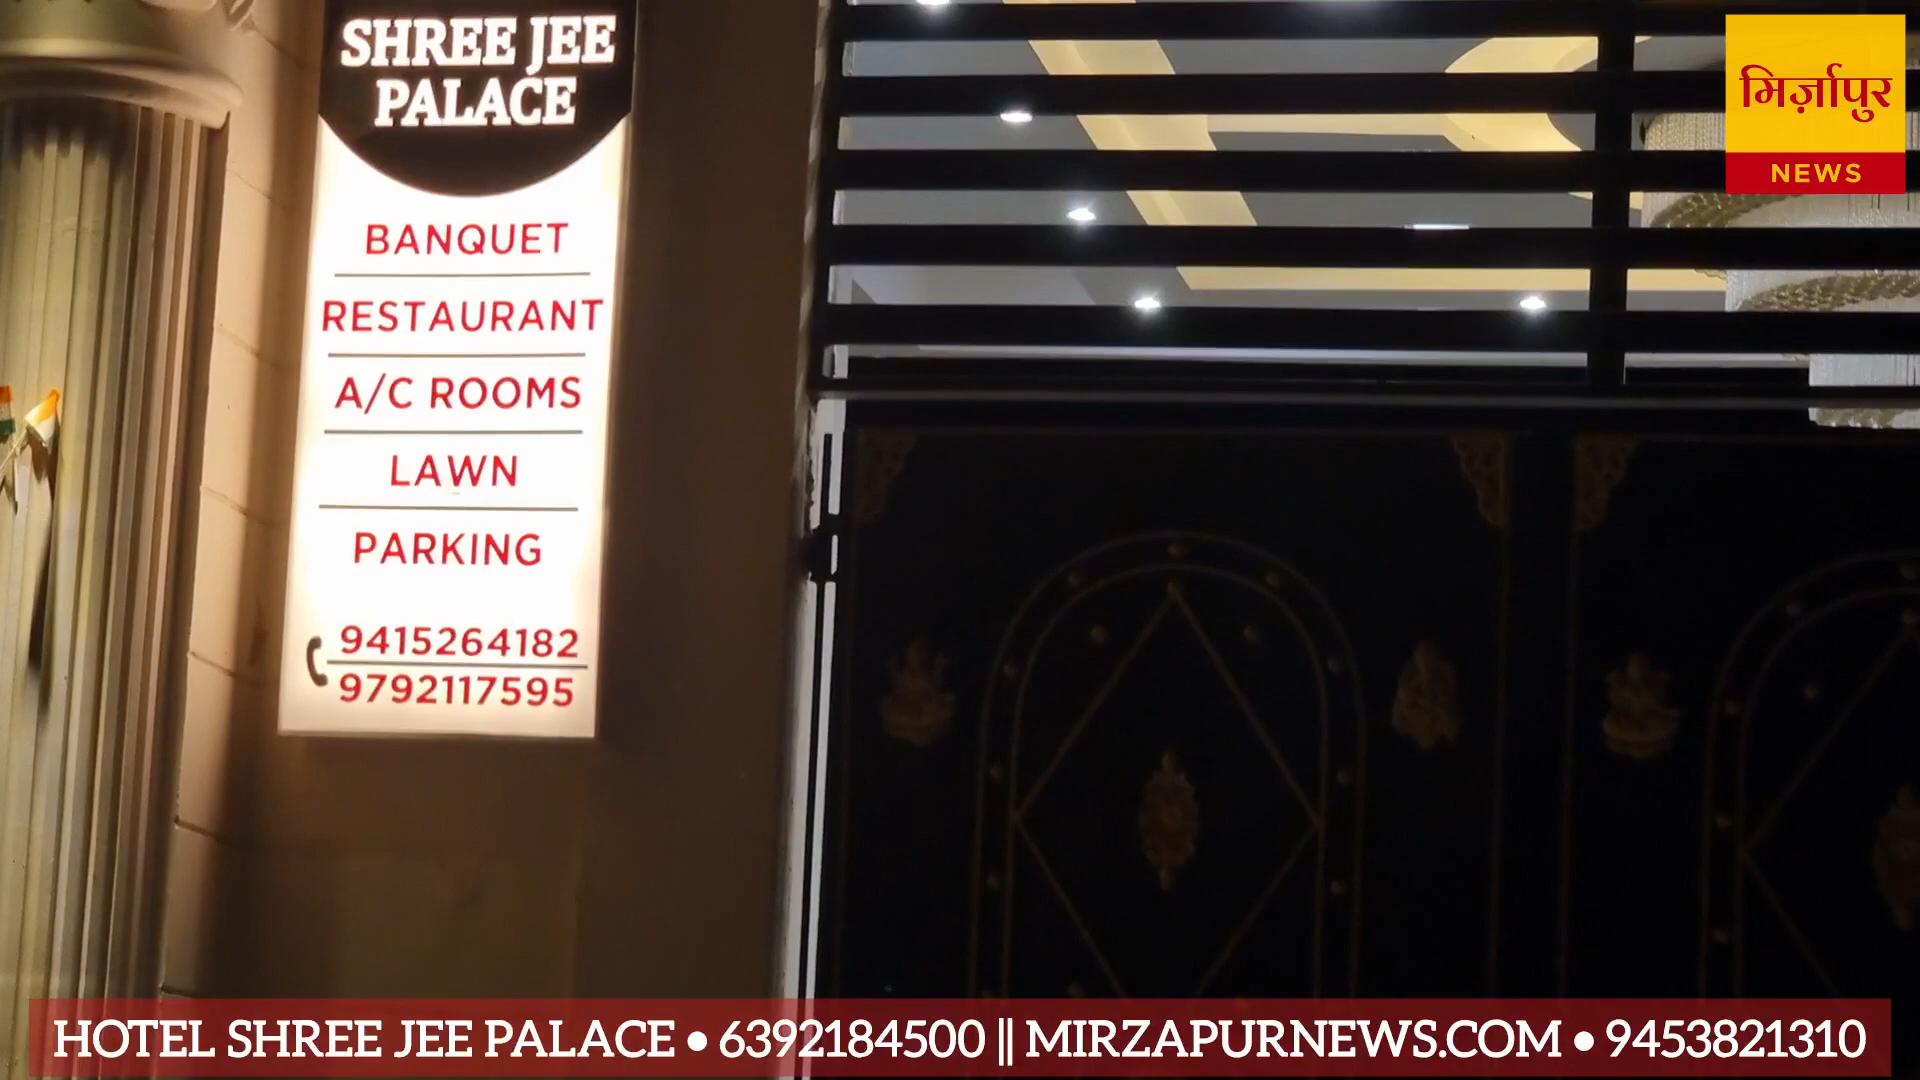 SHREE JEE
PALACE
BANQUET
RESTAURANT
A/C ROOMS
LAWN
PARKING
9415264182
9792117595
मिर्ज़ापुर
NEWS
HOTEL SHREE JEE PALACE • 6392184500 || MIRZAPURNEWS.COM • 9453821310